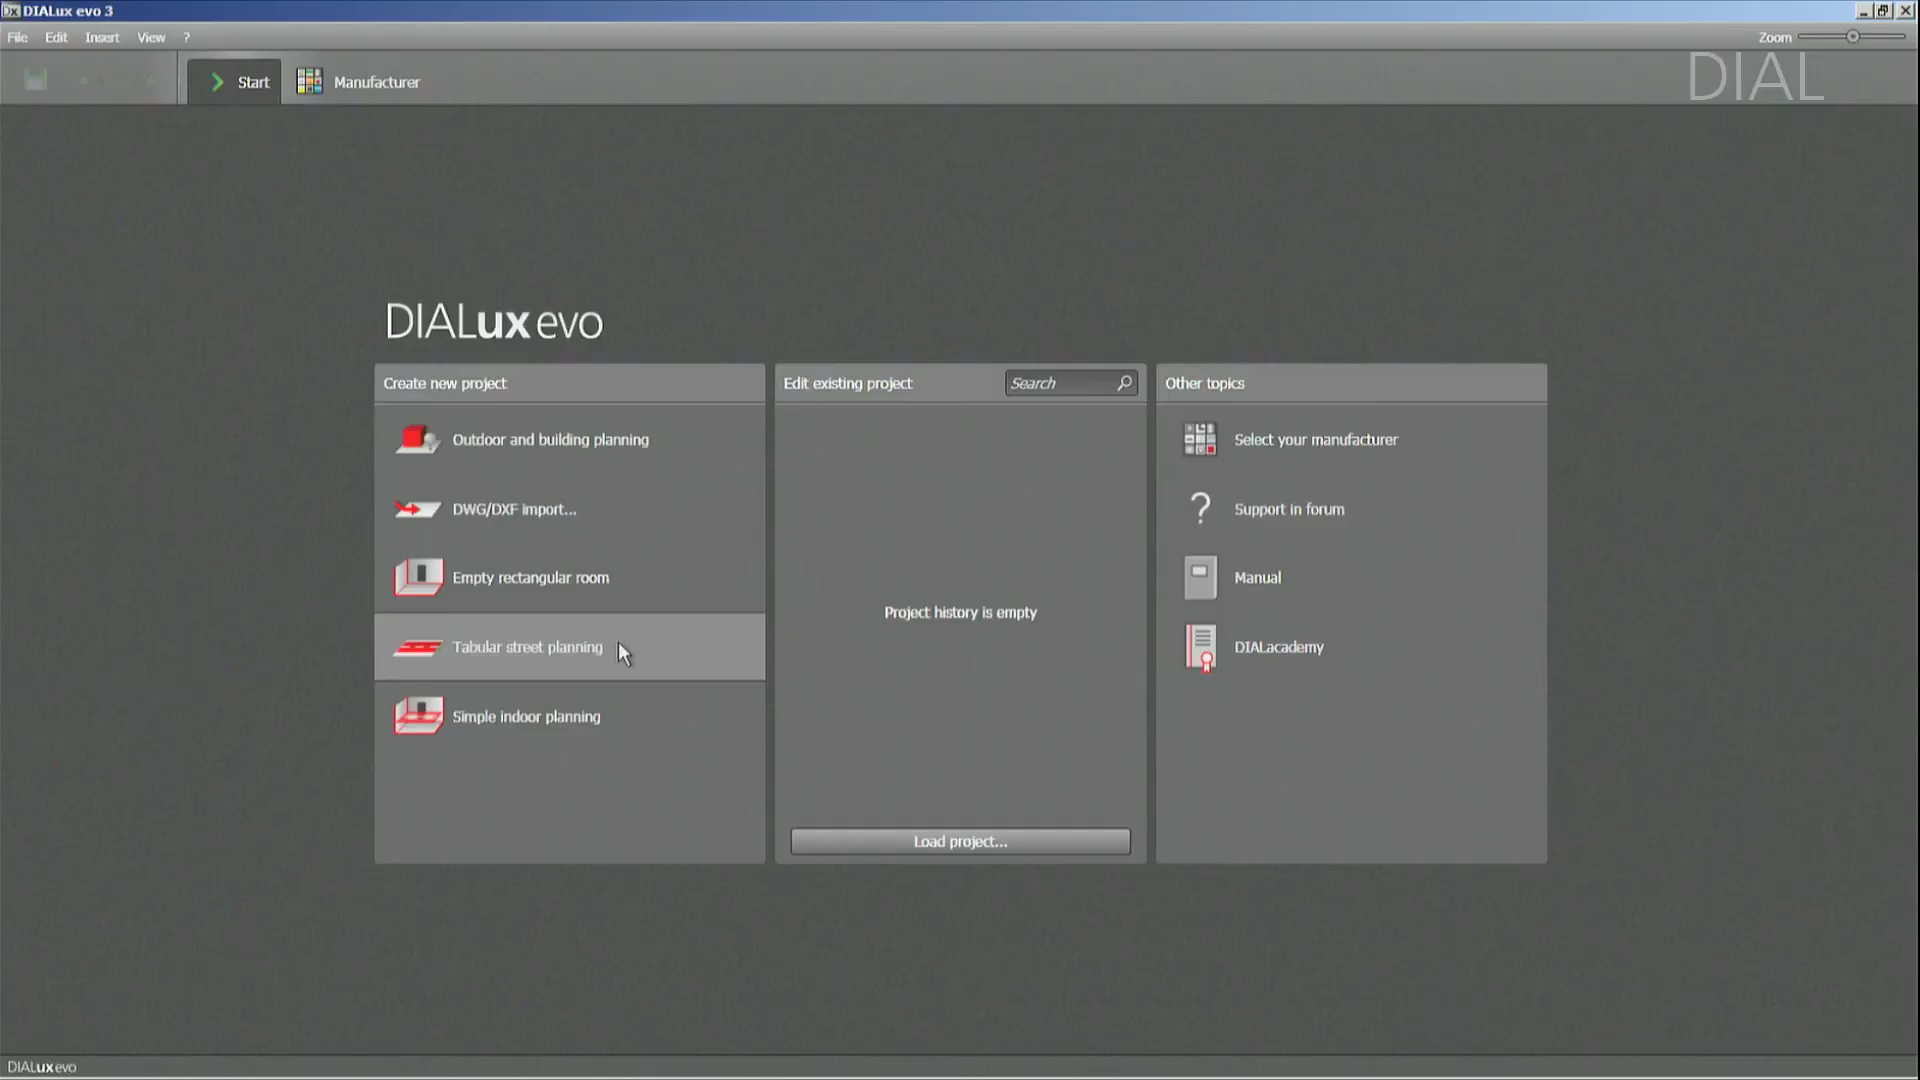 DIALux evo 3
File Edit Insert View ?
Zoom
Start
Manufacturer
DIAL
DIALux evo
Create new project
Outdoor and building planning
DWG/DXF import...
Empty rectangular room
Tabular street planning
Simple indoor planning
Edit existing project
Search
Project history is empty
Load project...
Other topics
Select your manufacturer
? Support in forum
Manual
DIALacademy
DIALux evo